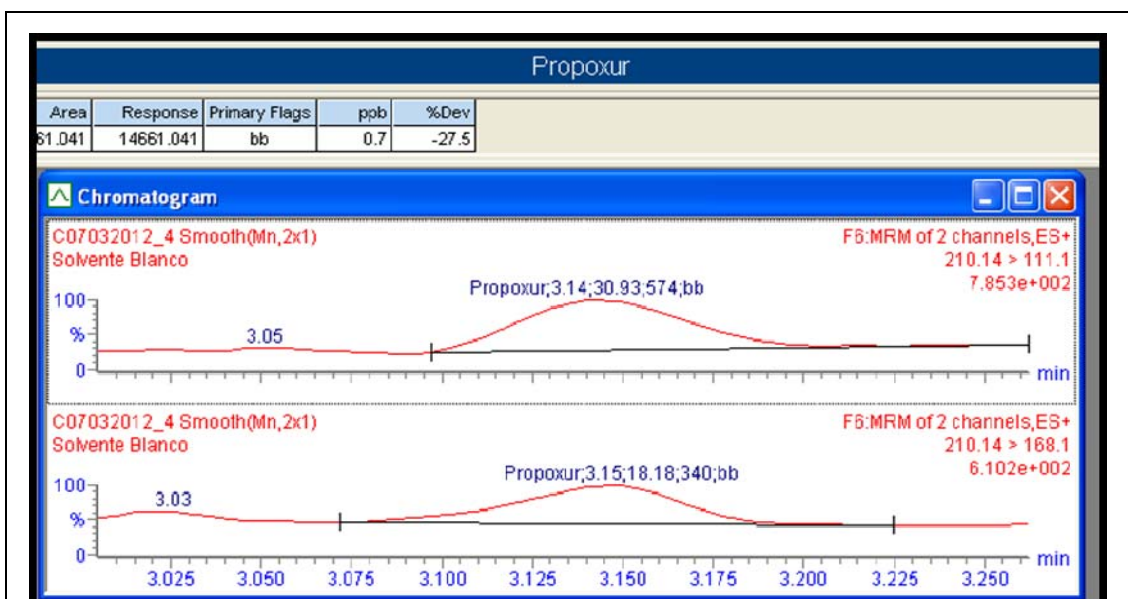 Propoxur
Area Response Primary Flags ppb %Dev
61.041 14661.041 bb 0.7 -27.5
Chromatogram
C07032012_4 Smooth(Mn,2x1) F6:MRM of 2 channels,ES+
Solvente Blanco 210.14 > 111.1
7.853e+002
Propoxur;3.14;30.93;574;bb
100
%
3.05
0
min
C07032012_4 Smooth(Mn,2x1) F6:MRM of 2 channels,ES+
Solvente Blanco 210.14 > 168.1
6.102e+002
Propoxur;3.15;18.18;340;bb
100
3.03
%
0
min
3.025 3.050 3.075 3.100 3.125 3.150 3.175 3.200 3.225 3.250